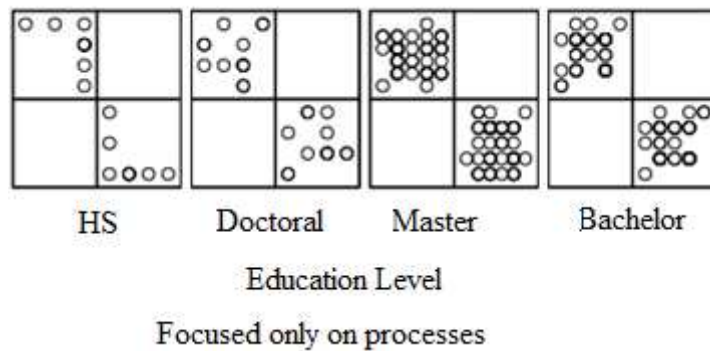 HS Doctoral Master Bachelor
Education Level
Focused only on processes